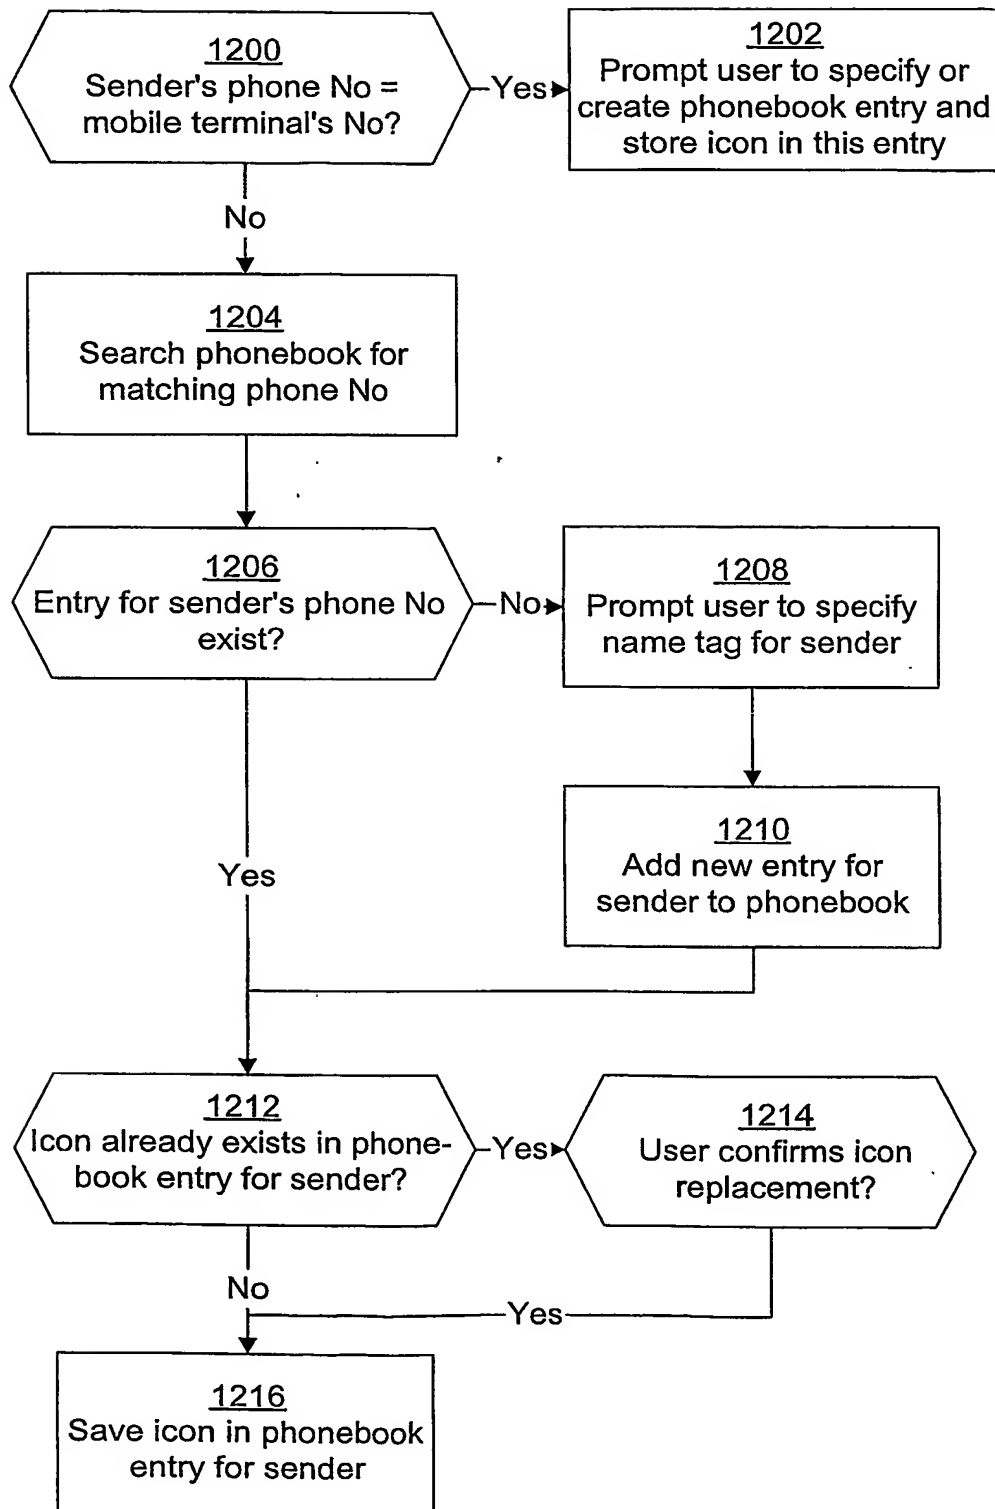 1200
Sender's phone No =
mobile terminal's No?
Yes
1202
Prompt user to specify or
create phonebook entry and
store icon in this entry
No
1204
Search phonebook for
matching phone No
1206
Entry for sender's phone No
exist?
No
1208
Prompt user to specify
name tag for sender
1210
Add new entry for
sender to phonebook
Yes
1212
Icon already exists in phone-
book entry for sender?
Yes
1214
User confirms icon
replacement?
No
Yes
1216
Save icon in phonebook
entry for sender